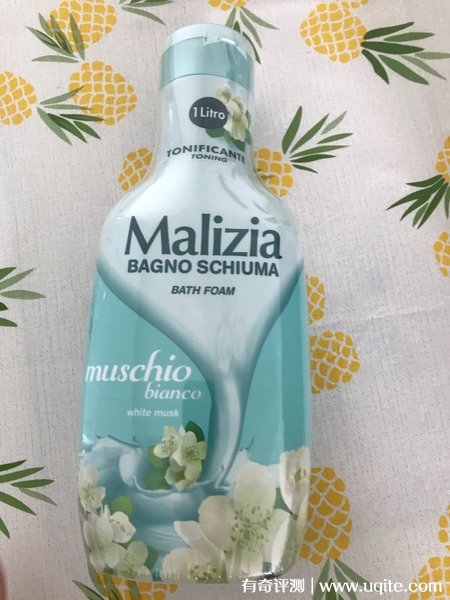 1 Litro
TONIFICANTE
TONING
Malizia
BAGNO SCHIUMA
BATH FOAM
muschio
bianco
white musk
有奇评测 | www.uqite.com